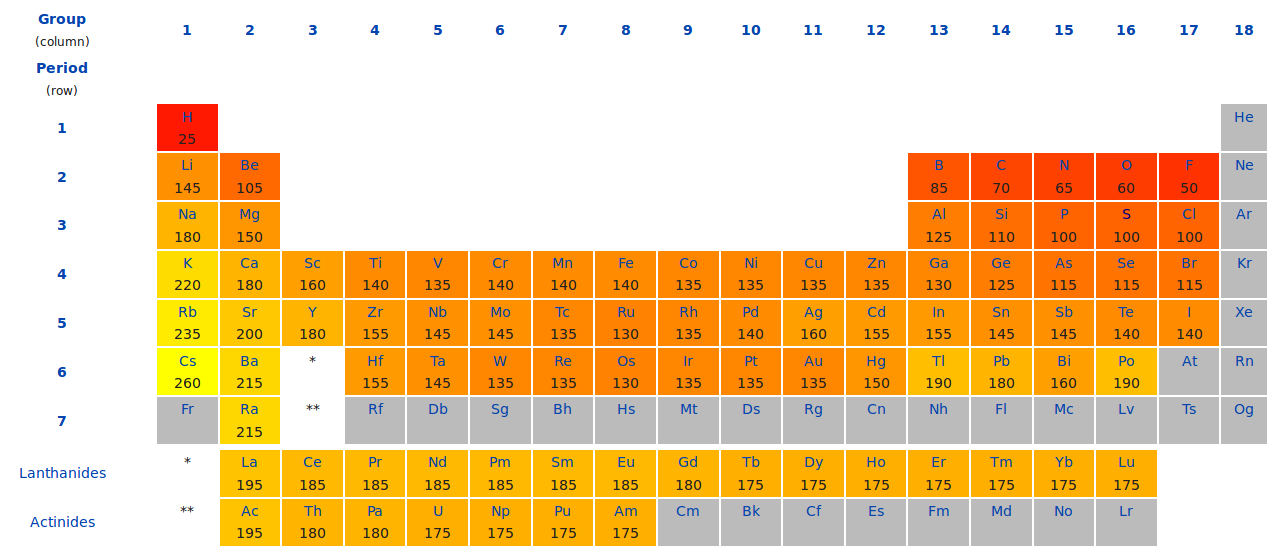 Group
(column)
1 2 3 4 5 6 7 8 9 10 11 12 13 14 15 16 17 18
Period
(row)
1 H He
25
2 Li Be B C N O F Ne
145 105 85 70 65 60 50
3 Na Mg Al Si P S Cl Ar
180 150 125 110 100 100 100
4 K Ca Sc Ti V Cr Mn Fe Co Ni Cu Zn Ga Ge As Se Br Kr
220 180 160 140 135 140 140 140 135 135 135 135 130 125 115 115 115
5 Rb Sr Y Zr Nb Mo Tc Ru Rh Pd Ag Cd In Sn Sb Te I Xe
235 200 180 155 145 145 135 130 135 140 160 155 155 145 145 140 140
6 Cs Ba * Hf Ta W Re Os Ir Pt Au Hg Tl Pb Bi Po At Rn
260 215 155 145 135 135 130 135 135 135 150 190 180 160 190
7 Fr Ra ** Rf Db Sg Bh Hs Mt Ds Rg Cn Nh Fl Mc Lv Ts Og
215
Lanthanides * La Ce Pr Nd Pm Sm Eu Gd Tb Dy Ho Er Tm Yb Lu
195 185 185 185 185 185 185 180 175 175 175 175 175 175 175
Actinides ** Ac Th Pa U Np Pu Am Cm Bk Cf Es Fm Md No Lr
195 180 180 175 175 175 175